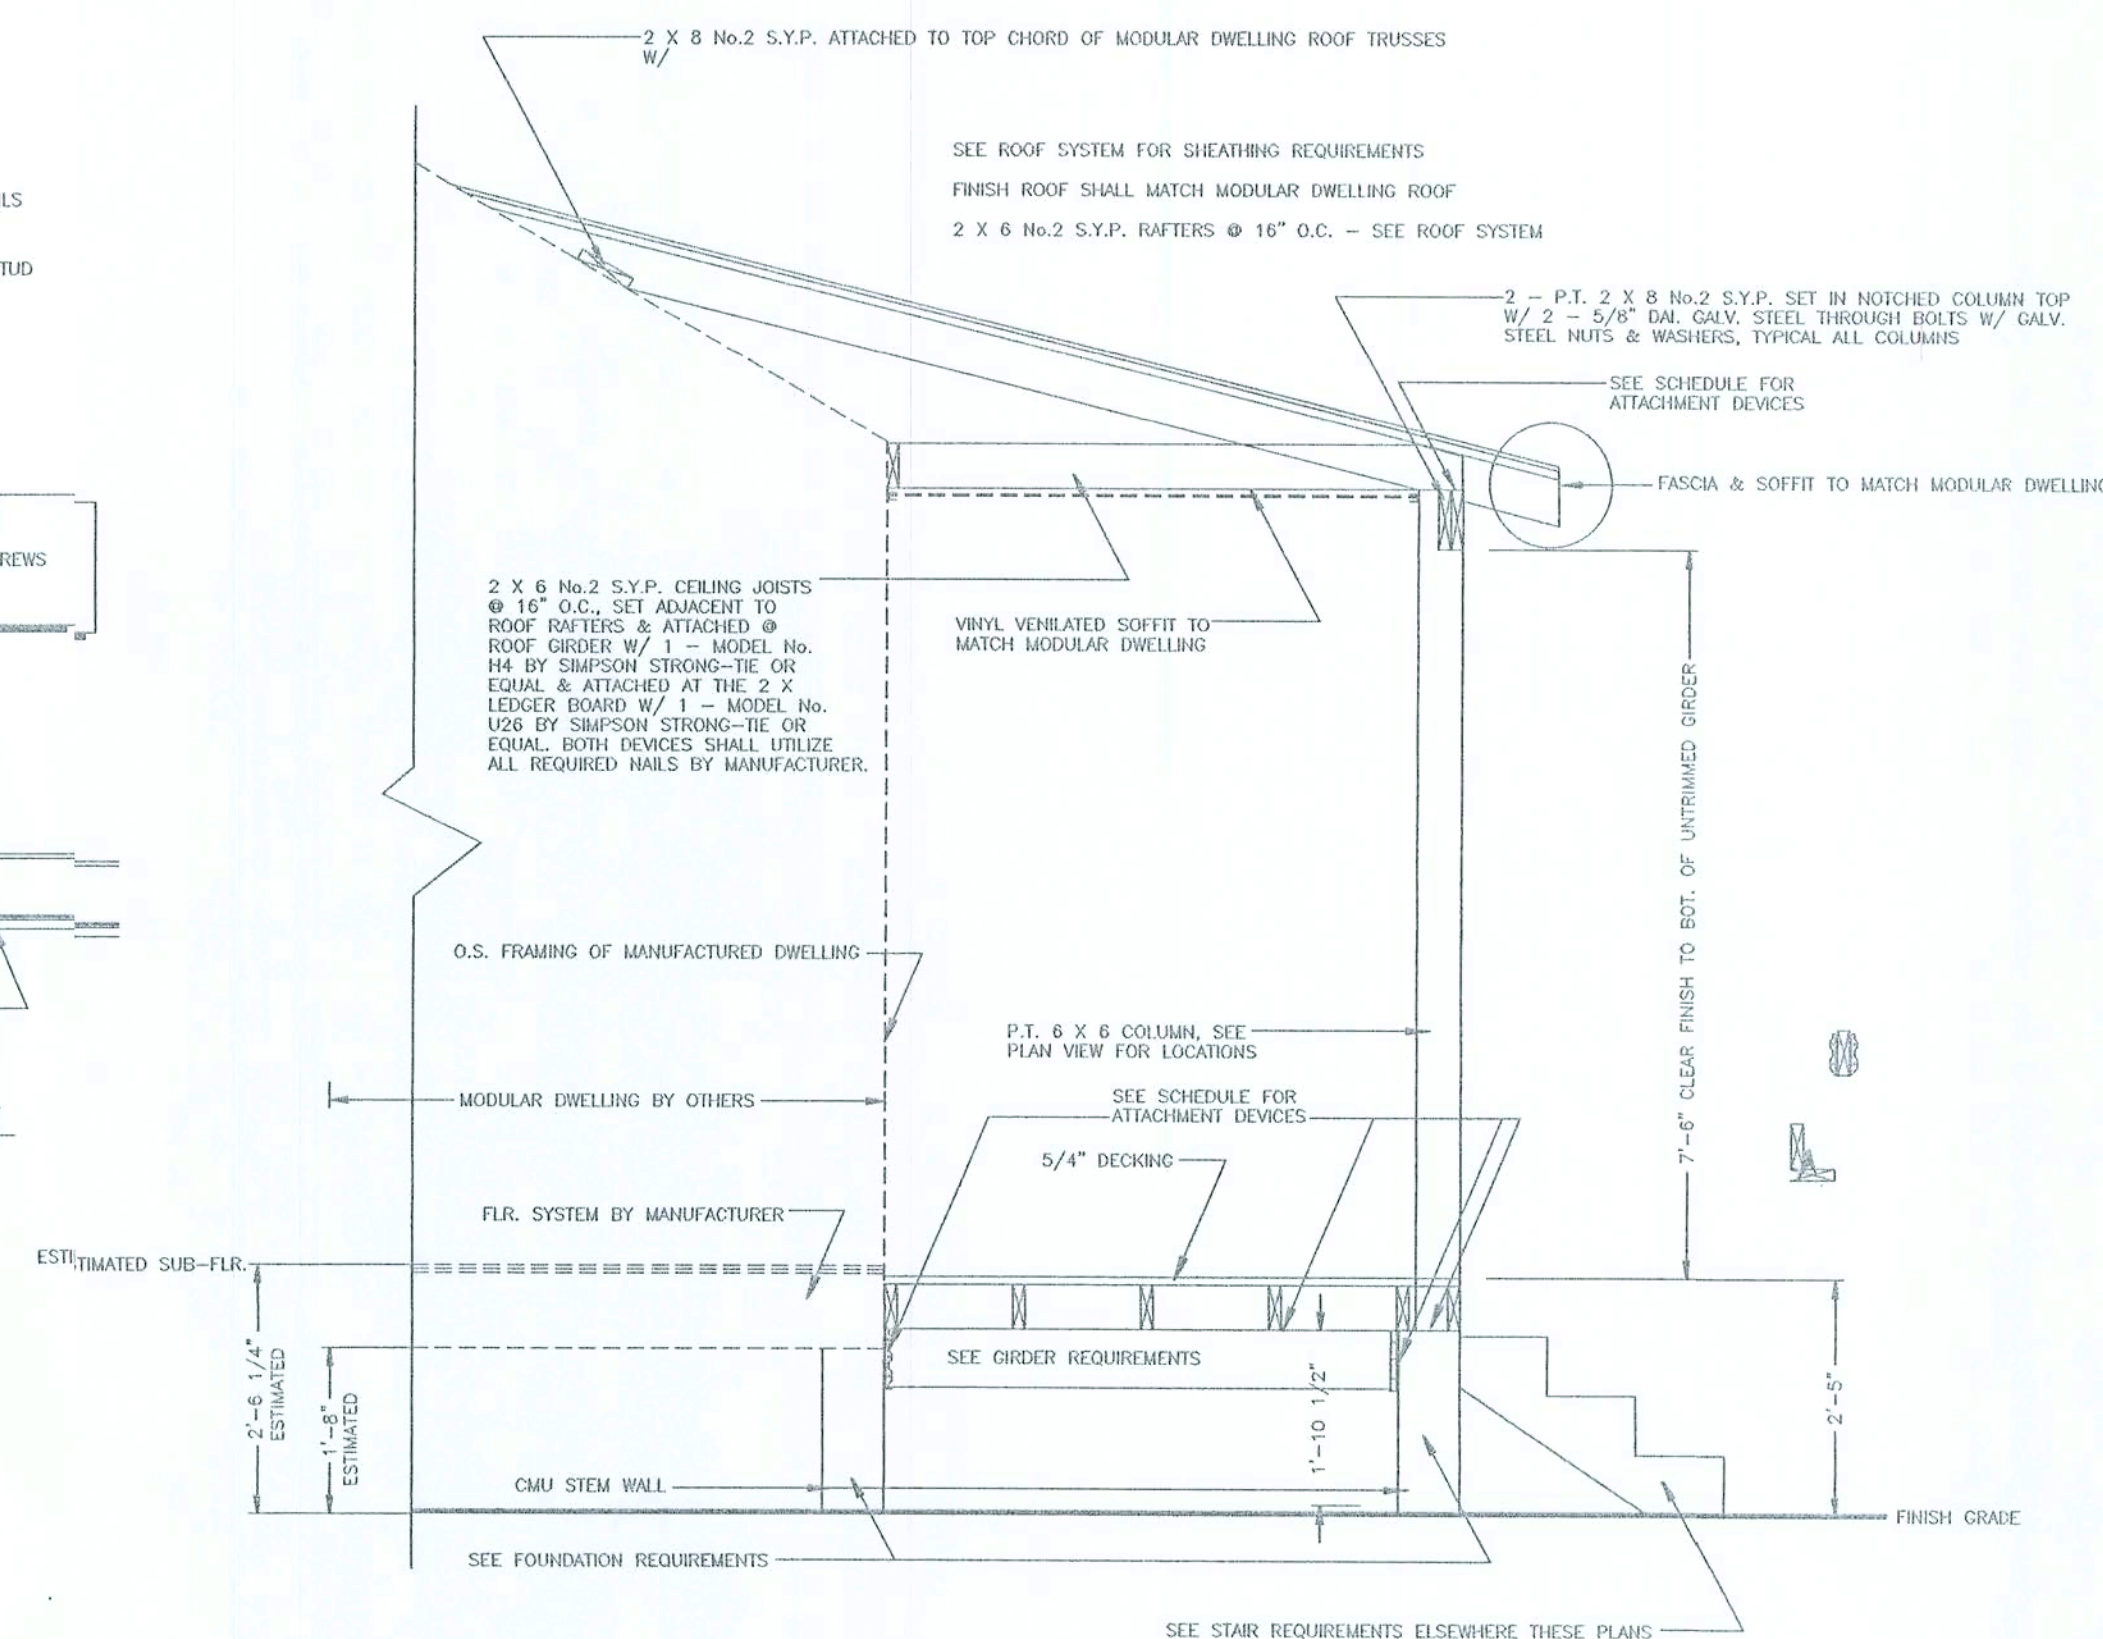 2 X 8 No.2 S.Y.P. ATTACHED TO TOP CHORD OF MODULAR DWELLING ROOF TRUSSES
W/
SEE ROOF SYSTEM FOR SHEATHING REQUIREMENTS
FINISH ROOF SHALL MATCH MODULAR DWELLING ROOF
2 X 6 No.2 S.Y.P. RAFTERS @ 16" O.C. - SEE ROOF SYSTEM
ILS
TUD
REWS
2 - P.T. 2 X 8 No.2 S.Y.P. SET IN NOTCHED COLUMN TOP
W/ 2 - 5/8" DAI. GALV. STEEL THROUGH BOLTS W/ GALV.
STEEL NUTS & WASHERS, TYPICAL ALL COLUMNS
SEE SCHEDULE FOR
ATTACHMENT DEVICES
FASCIA & SOFFIT TO MATCH MODULAR DWELLING
2 X 6 No.2 S.Y.P. CEILING JOISTS
@ 16" O.C., SET ADJACENT TO
ROOF RAFTERS & ATTACHED @
ROOF GIRDER W/ 1 - MODEL No.
H4 BY SIMPSON STRONG-TIE OR
EQUAL & ATTACHED AT THE 2 X
LEDGER BOARD W/ 1 - MODEL No.
U26 BY SIMPSON STRONG-TIE OR
EQUAL. BOTH DEVICES SHALL UTILIZE
ALL REQUIRED NAILS BY MANUFACTURER.
VINYL VENILATED SOFFIT TO
MATCH MODULAR DWELLING
7'-6" CLEAR FINISH TO BOT. OF UNTRIMMED GIRDER
O.S. FRAMING OF MANUFACTURED DWELLING
P.T. 6 X 6 COLUMN, SEE
PLAN VIEW FOR LOCATIONS
MODULAR DWELLING BY OTHERS
SEE SCHEDULE FOR
ATTACHMENT DEVICES
5/4" DECKING
FLR. SYSTEM BY MANUFACTURER
ESTI
TIMATED SUB-FLR.
2'-6 1/4"
ESTIMATED
1'-8"
ESTIMATED
SEE GIRDER REQUIREMENTS
1'-10 1/2"
2'-5"
CMU STEM WALL
FINISH GRADE
SEE FOUNDATION REQUIREMENTS
SEE STAIR REQUIREMENTS ELSEWHERE THESE PLANS